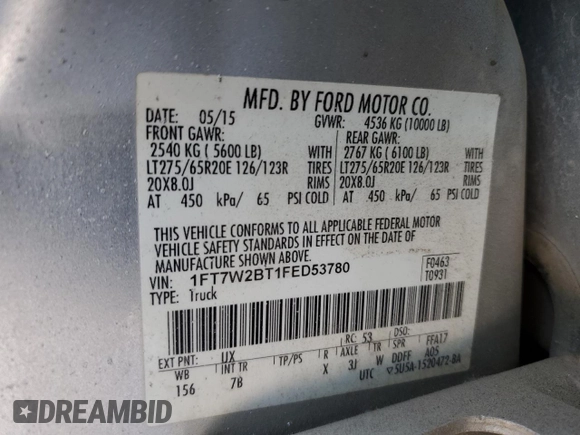 MFD. BY FORD MOTOR CO.
DATE: 05/15 GVWR: 4536 KG (10000 LB)
FRONT GAWR: REAR GAWR:
2540 KG ( 5600 LB) WITH 2767 KG ( 6100 LB) WITH
LT275/65R20E 126/123R TIRES LT275/65R20E 126/123R TIRES
20X8.0J RIMS 20X8.0J RIMS
AT 450 kPa/ 65 PSI COLD AT 450 kPa/ 65 PSI COLD
THIS VEHICLE CONFORMS TO ALL APPLICABLE FEDERAL MOTOR
VEHICLE SAFETY STANDARDS IN EFFECT ON THE DATE OF
MANUFACTURE SHOWN ABOVE.
VIN: 1FT7W2BT1FED53780 F0463
TYPE: Truck T0931
RC: 53 DSO:
EXT PNT: UX R AXLE TR SPR FFA17
WB INT TR TP/PS X 3J W DDFF A05
156 7B UTC SUSA-1520472-BA
DREAMBID